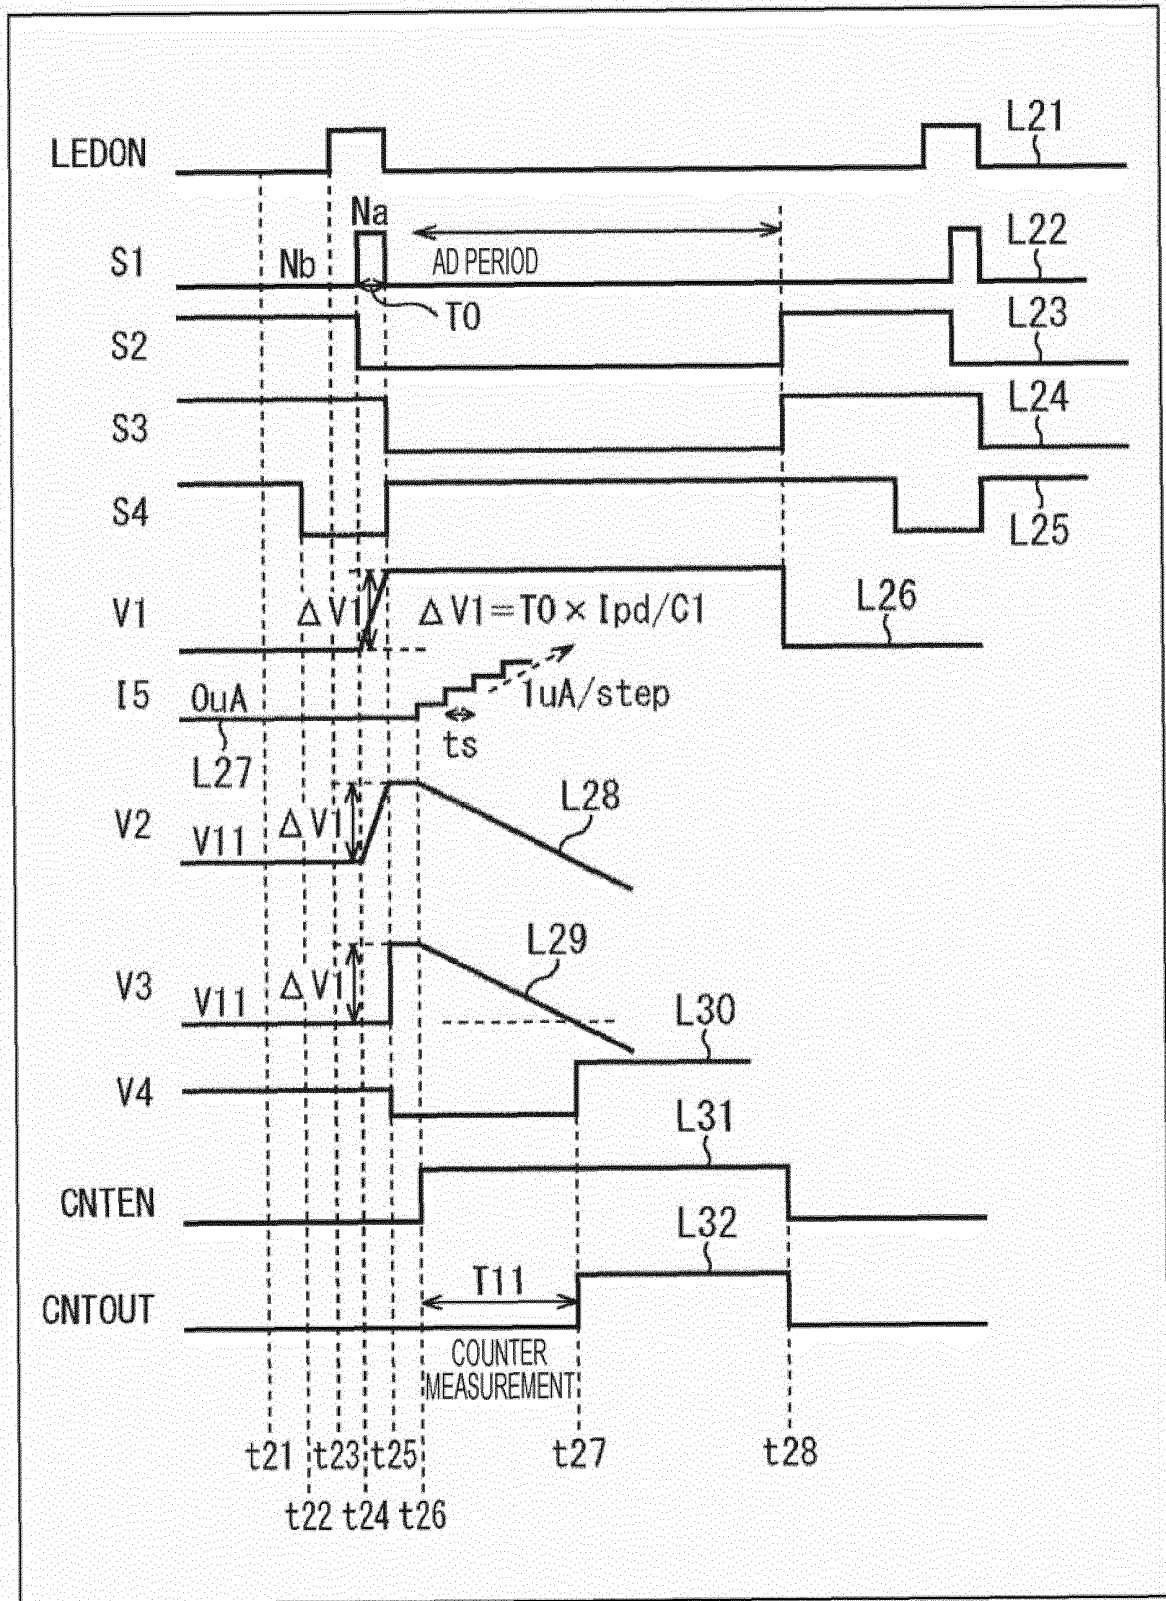 LEDON
L21
Na
S1
Nb
AD PERIOD
L22
T0
S2
L23
S3
L24
S4
L25
V1
ΔV1
ΔV1=T0×Ipd/C1
L26
I5
0uA
1uA/step
ts
L27
V2
V11
ΔV1
L28
V3
V11
ΔV1
L29
L30
V4
L31
CNTEN
L32
CNTOUT
T11
COUNTER
MEASUREMENT
t21 t23 t25 t27 t28
t22 t24 t26